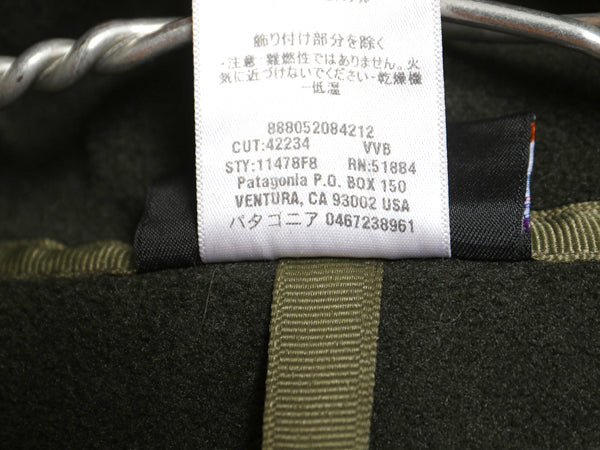 飾り付け部分を除く
・注意: 難燃性ではありません。火
気に近づけないでください・乾燥機
ー低温
888052084212
CUT:42234 VVB
STY:11478F8 RN:51884
Patagonia P.O. BOX 150
VENTURA, CA 93002 USA
パタゴニア 0467238961